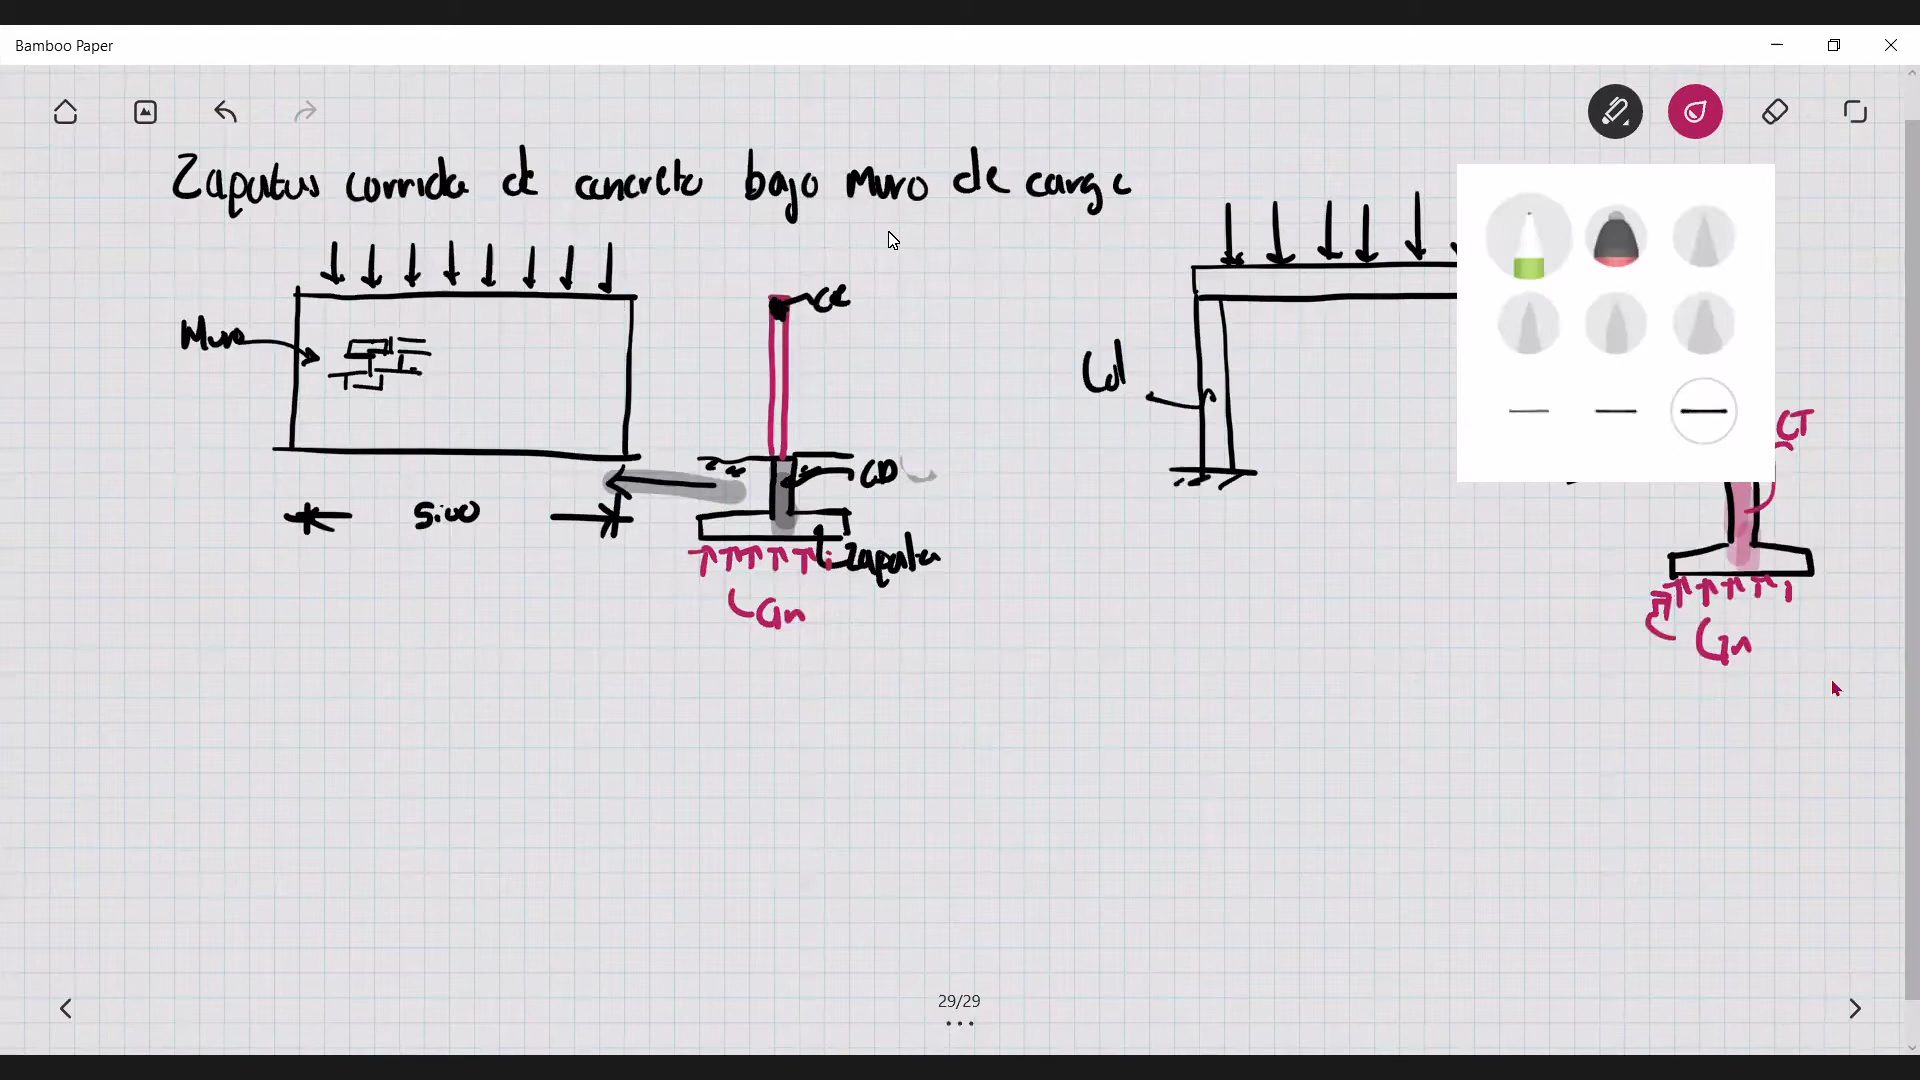 Bamboo Paper
Zapatas corrida de concreto bajo Muro de carga
Muro
CC
Col
CT
CD
5.00
Zapata
Gn
Gn
29/29